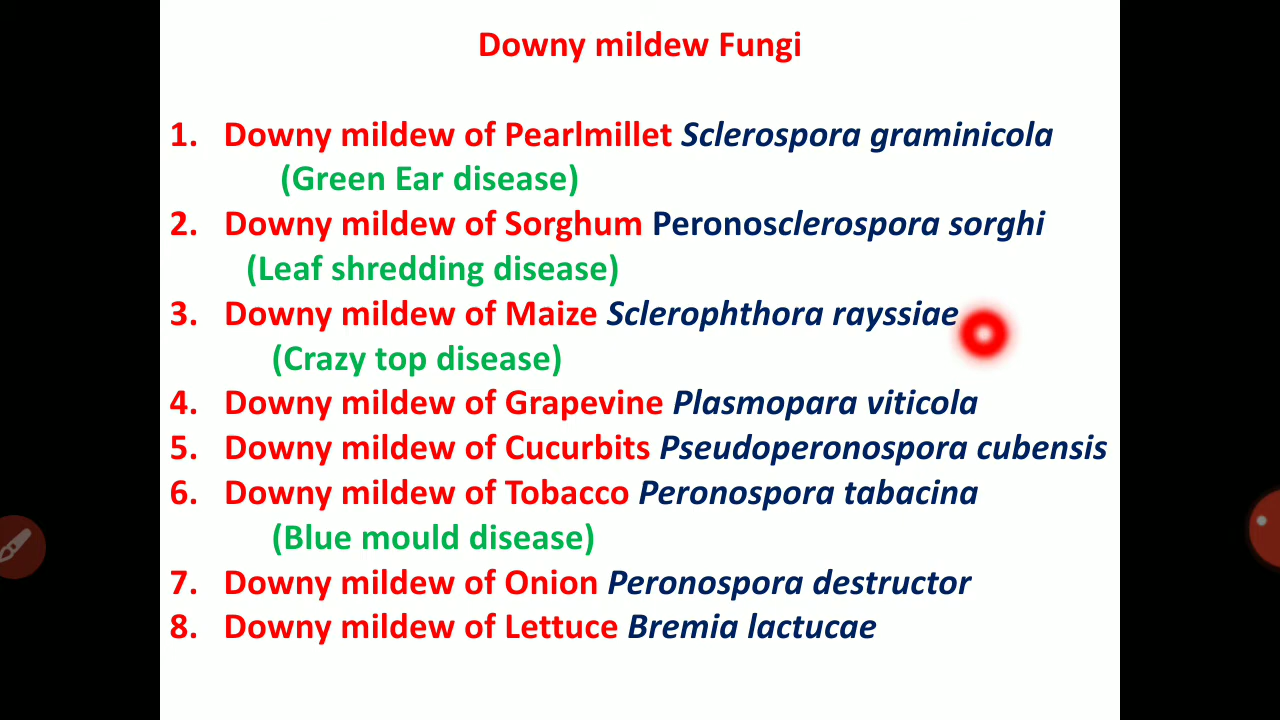 Downy mildew Fungi
1. Downy mildew of Pearlmillet Sclerospora graminicola
(Green Ear disease)
2. Downy mildew of Sorghum Peronosclerospora sorghi
(Leaf shredding disease)
3. Downy mildew of Maize Sclerophthora rayssiae
(Crazy top disease)
4. Downy mildew of Grapevine Plasmopara viticola
5. Downy mildew of Cucurbits Pseudoperonospora cubensis
6. Downy mildew of Tobacco Peronospora tabacina
(Blue mould disease)
7. Downy mildew of Onion Peronospora destructor
8. Downy mildew of Lettuce Bremia lactucae